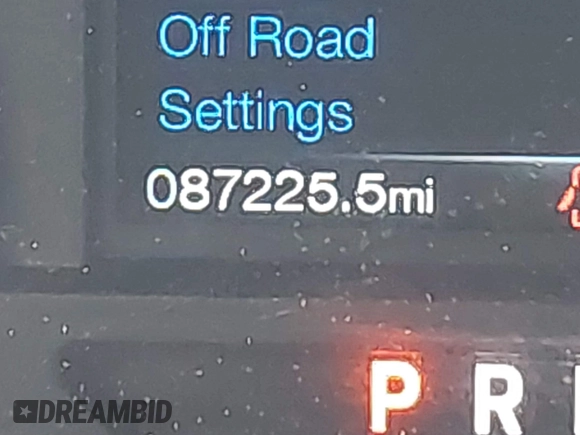 Off Road
Settings
087225.5mi
P R
DREAMBID